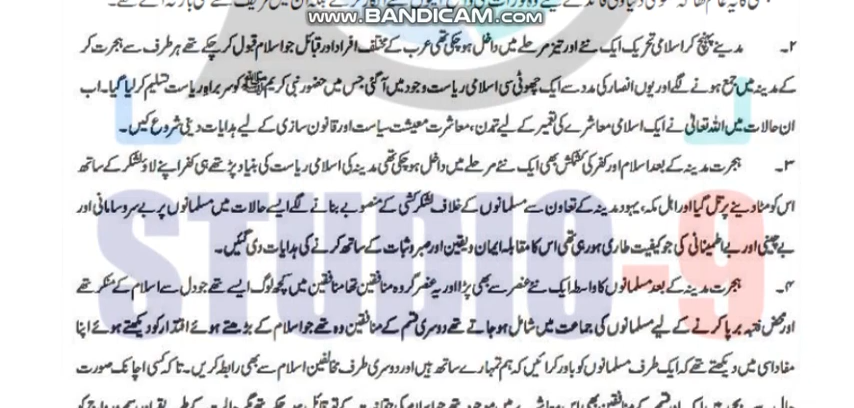 www.BANDICAM.com
۲۔ مدینے پہنچ کر اسلامی تحریک ایک نئے اور تیز مرحلے میں داخل ہو چکی تھی عرب کے مختلف افراد اور قبائل جو اسلام قبول کر چکے تھے ہر طرف سے ہجرت کر
کے مدینہ میں جمع ہونے لگے اور یوں انصار کی مدد سے ایک چھوٹی سی اسلامی ریاست وجود میں آ گئی جس میں حضور نبی کریم ﷺ کو سربراہ ریاست تسلیم کر لیا گیا۔ اب
ان حالات میں اللہ تعالیٰ نے ایک اسلامی معاشرے کی تعمیر کے لیے تمدن، معاشرت معیشت سیاست اور قانون سازی کے لیے ہدایات دینی شروع کیں۔
۳۔ ہجرت مدینہ کے بعد اسلام اور کفر کی کشمکش بھی ایک نئے مرحلے میں داخل ہو چکی تھی مدینہ کی اسلامی ریاست کی بنیاد پڑتے ہی کفر اپنے لاؤ لشکر کے ساتھ
اس کو مٹا دینے پر تل گیا اور اہل مکہ، یہود مدینہ کے تعاون سے مسلمانوں کے خلاف لشکر کشی کے منصوبے بنانے لگے ایسے حالات میں مسلمانوں پر بے سروسامانی اور
بے چینی اور بے اطمینانی کی جو کیفیت طاری ہو رہی تھی اس کا مقابلہ ایمان و یقین اور صبر و ثبات کے ساتھ کرنے کی ہدایات دی گئیں۔
۴۔ ہجرت مدینہ کے بعد مسلمانوں کا واسطہ ایک نئے عنصر سے بھی پڑا اور یہ عنصر گروہ منافقین تھا منافقین میں کچھ لوگ ایسے تھے جو دل سے اسلام کے منکر تھے
اور محض فتنہ برپا کرنے کے لیے مسلمانوں کی جماعت میں شامل ہو جاتے تھے دوسری قسم کے منافقین وہ تھے جو اسلام کے بڑھتے ہوئے اقتدار کو دیکھتے ہوئے اپنا
مفاد اسی میں دیکھتے تھے کہ ایک طرف مسلمانوں کو باور کرائیں کہ ہم تمہارے ساتھ ہیں اور دوسری طرف مخالفین اسلام سے بھی رابطہ کریں۔ تا کہ کسی اچانک صورت
STUDIO-9